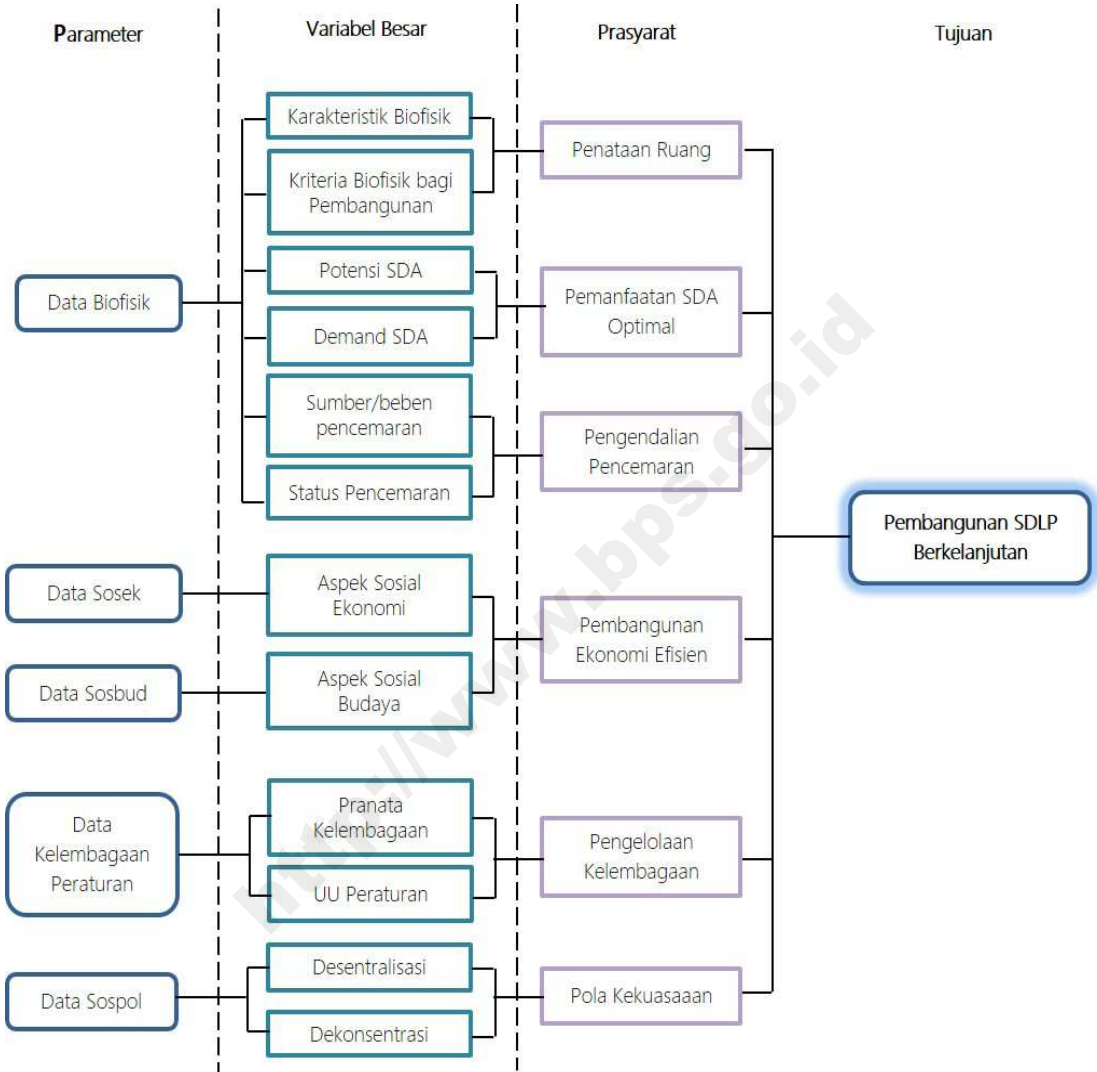 Parameter
Variabel Besar
Prasyarat
Tujuan
Karakteristik Biofisik
Kriteria Biofisik bagi
Pembangunan
Penataan Ruang
Data Biofisik
Potensi SDA
Demand SDA
Pemanfaatan SDA
Optimal
Sumber/beben
pencemaran
Status Pencemaran
Pengendalian
Pencemaran
Pembangunan SDLP
Berkelanjutan
Data Sosek
Aspek Sosial
Ekonomi
Data Sosbud
Aspek Sosial
Budaya
Pembangunan
Ekonomi Efisien
Data
Kelembagaan
Peraturan
Pranata
Kelembagaan
UU Peraturan
Pengelolaan
Kelembagaan
Data Sospol
Desentralisasi
Dekonsentrasi
Pola Kekuasaaan
http://www.bps.go.id